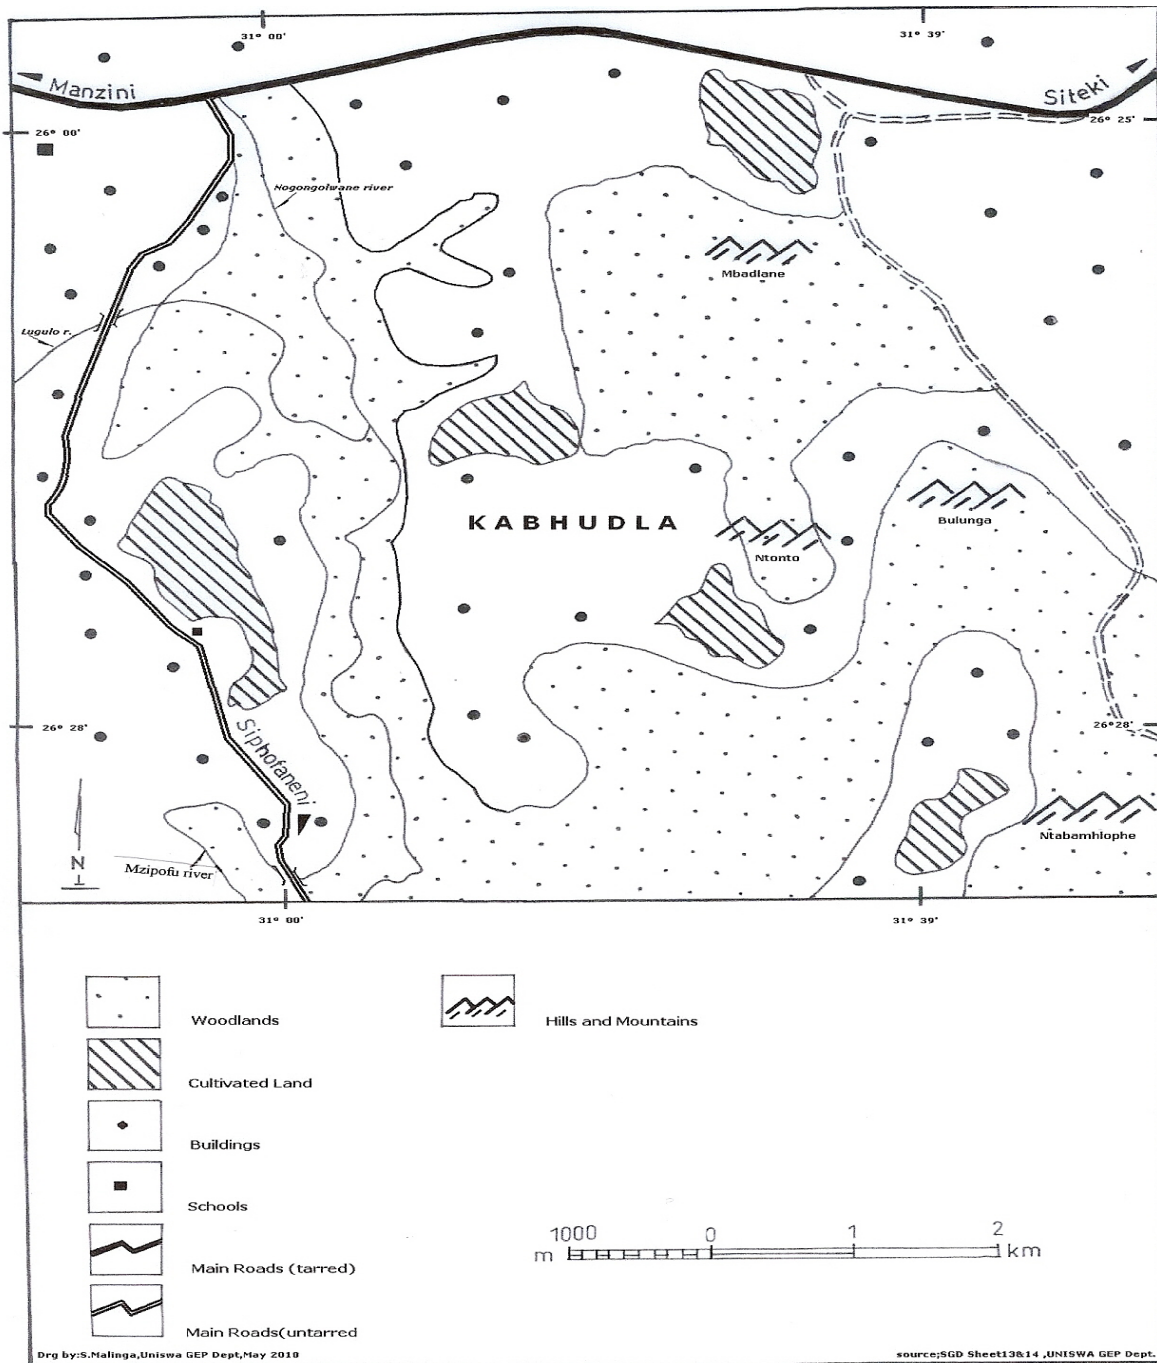 31° 00'
31° 39'
Manzini
Siteki
26° 00'
26° 25'
Nogongolwane river
Mbadlane
Lugulo r.
KABHUDLA
Bulunga
Ntonto
26° 28'
Siphofaneni
26° 28'
Ntabamhlophe
N
Mzipofu river
31° 00'
31° 39'
Woodlands
Hills and Mountains
Cultivated Land
Buildings
Schools
1000 0 1 2
m km
Main Roads (tarred)
Main Roads(untarred
Drg by:S.Malinga,Uniswa GEP Dept,May 2010
source;SGD Sheet13&14 ,UNISWA GEP Dept.